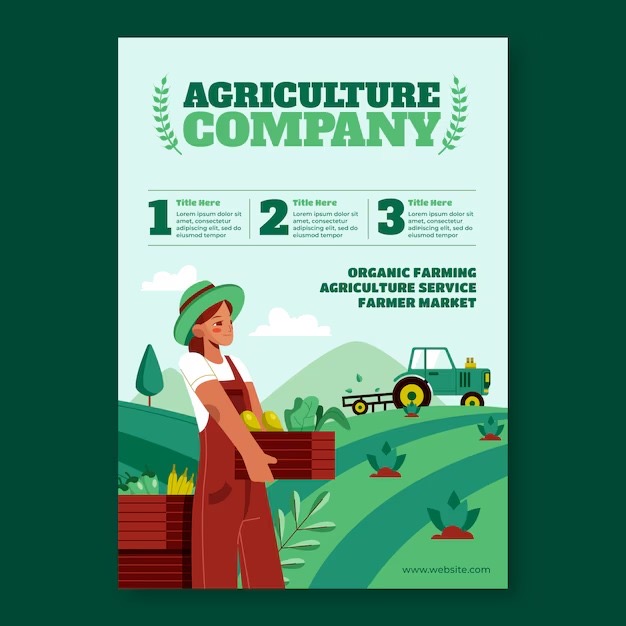 AGRICULTURE
COMPANY
1
Title Here
Lorem ipsum dolor sit
amet, consectetur
adipiscing elit, sed do
eiusmod tempor
2
Title Here
Lorem ipsum dolor sit
amet, consectetur
adipiscing elit, sed do
eiusmod tempor
3
Title Here
Lorem ipsum dolor sit
amet, consectetur
adipiscing elit, sed do
eiusmod tempor
ORGANIC FARMING
AGRICULTURE SERVICE
FARMER MARKET
www.website.com